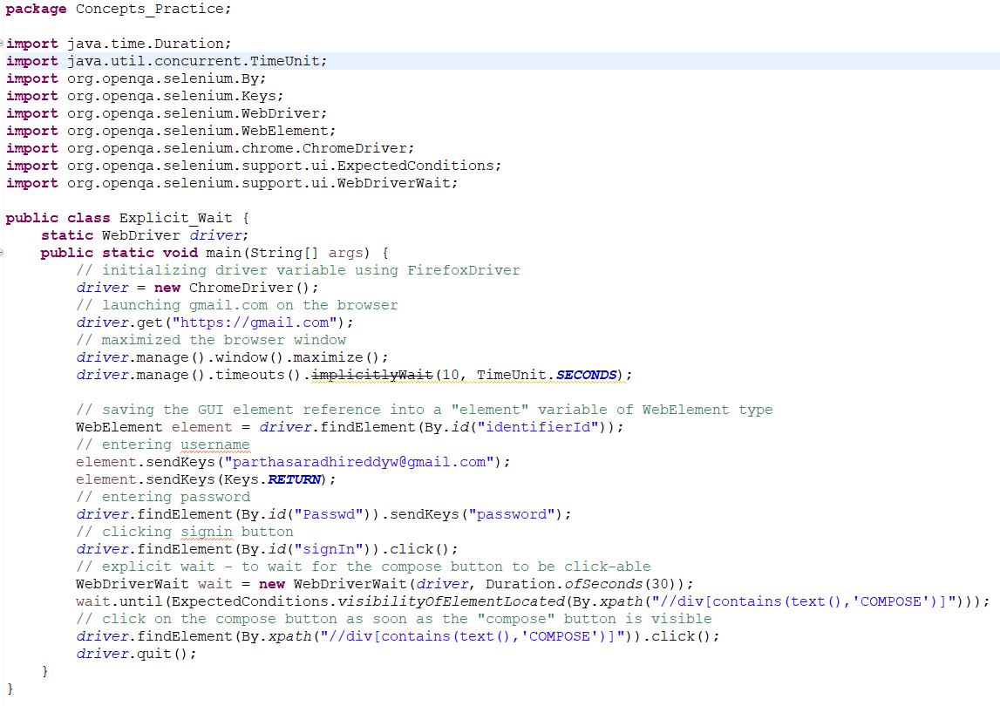 package Concepts_Practice;
import java.time.Duration;
import java.util.concurrent.TimeUnit;
import org.openqa.selenium.By;
import org.openqa.selenium.Keys;
import org.openqa.selenium.WebDriver;
import org.openqa.selenium.WebElement;
import org.openqa.selenium.chrome.ChromeDriver;
import org.openqa.selenium.support.ui.ExpectedConditions;
import org.openqa.selenium.support.ui.WebDriverWait;
public class Explicit_Wait {
static WebDriver driver;
public static void main(String[] args) {
// initializing driver variable using FirefoxDriver
driver = new ChromeDriver();
// launching gmail.com on the browser
driver.get("https://gmail.com");
// maximized the browser window
driver.manage().window().maximize();
driver.manage().timeouts().implicitlyWait(10, TimeUnit.SECONDS);
// saving the GUI element reference into a "element" variable of WebElement type
WebElement element = driver.findElement(By.id("identifierId"));
// entering username
element.sendKeys("parthasaradhireddyw@gmail.com");
element.sendKeys(Keys.RETURN);
// entering password
driver.findElement(By.id("Passwd")).sendKeys("password");
// clicking signin button
driver.findElement(By.id("signIn")).click();
// explicit wait - to wait for the compose button to be click-able
WebDriverWait wait = new WebDriverWait(driver, Duration.ofSeconds(30));
wait.until(ExpectedConditions.visibilityOfElementLocated(By.xpath("//div[contains(text(),'COMPOSE')]")));
// click on the compose button as soon as the "compose" button is visible
driver.findElement(By.xpath("//div[contains(text(),'COMPOSE')]")).click();
driver.quit();
}
}